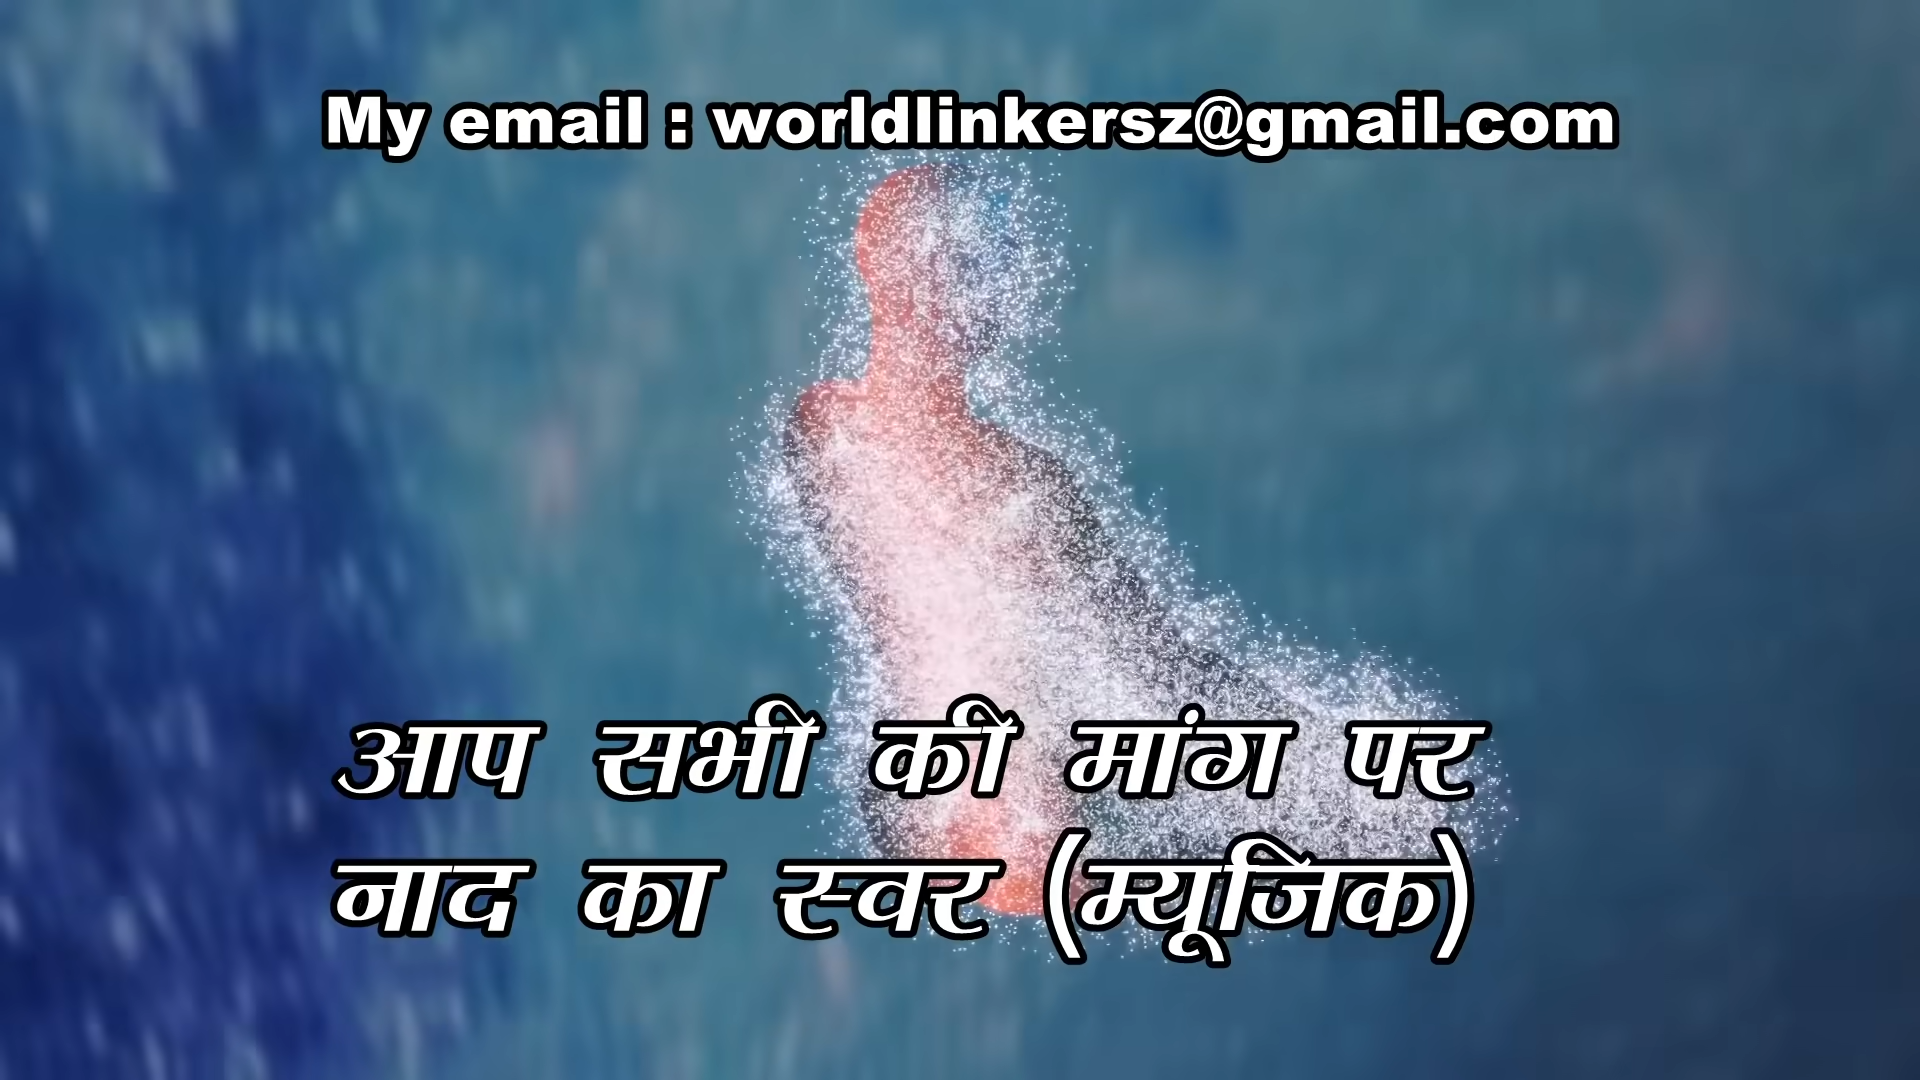 My email : worldlinkersz@gmail.com
आप सभी की मांग पर
नाद का स्वर (म्यूजिक)